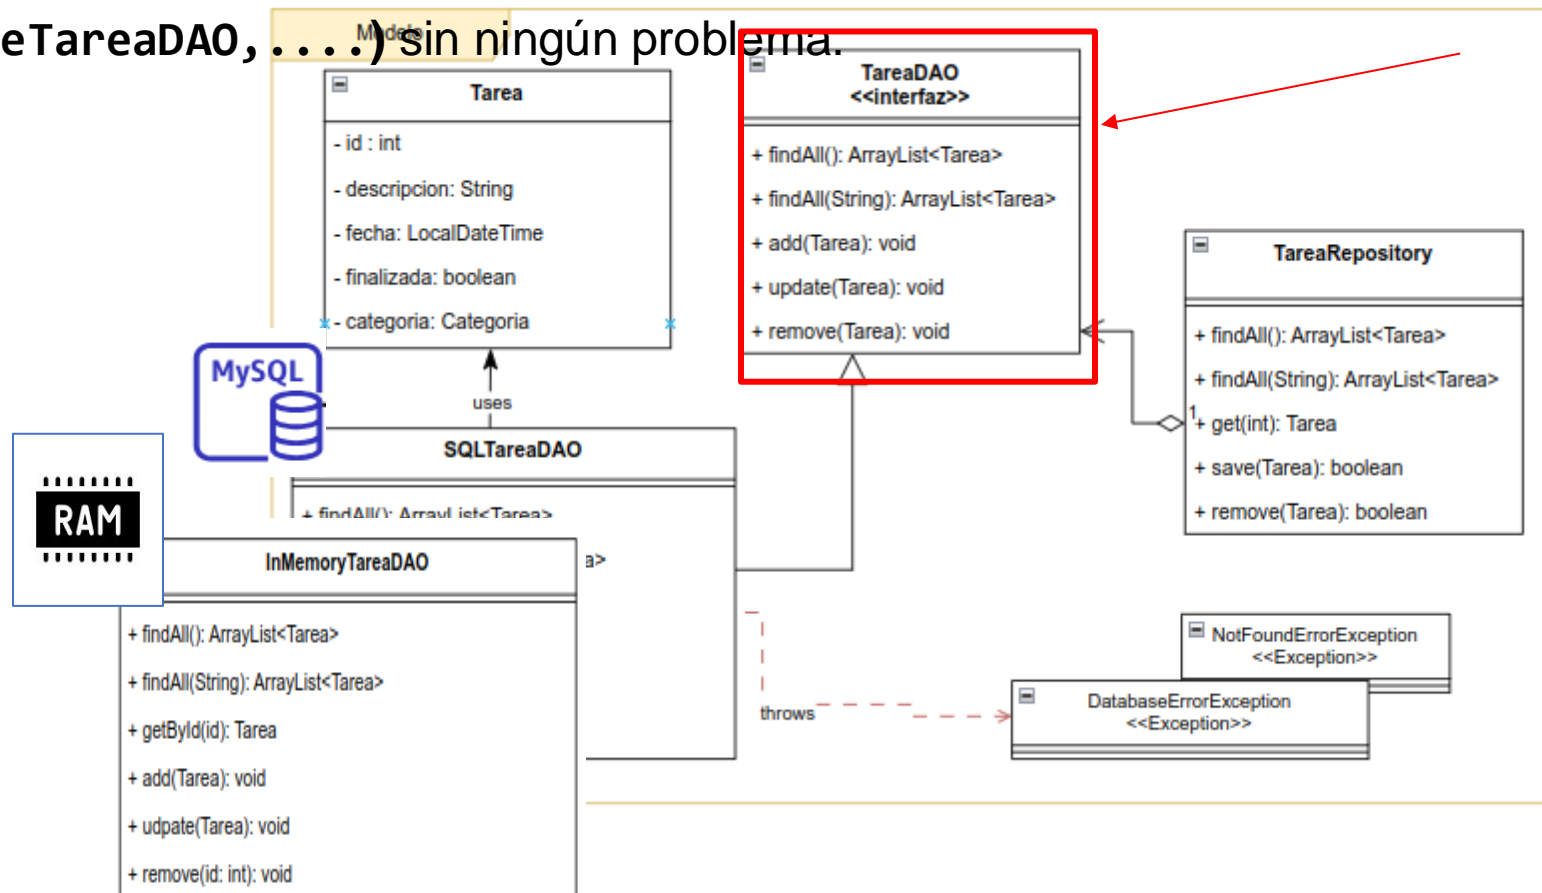 eTareaDAO,....) sin ningún problema.
Modelo
Tarea
- id : int
- descripcion: String
- fecha: LocalDateTime
- finalizada: boolean
- categoria: Categoria
TareaDAO
<<interfaz>>
+ findAll(): ArrayList<Tarea>
+ findAll(String): ArrayList<Tarea>
+ add(Tarea): void
+ update(Tarea): void
+ remove(Tarea): void
TareaRepository
+ findAll(): ArrayList<Tarea>
+ findAll(String): ArrayList<Tarea>
1
+ get(int): Tarea
+ save(Tarea): boolean
+ remove(Tarea): boolean
MySQL
uses
RAM
SQLTareaDAO
+ findAll(): ArrayList<Tarea>
a>
InMemoryTareaDAO
+ findAll(): ArrayList<Tarea>
+ findAll(String): ArrayList<Tarea>
+ getById(id): Tarea
+ add(Tarea): void
+ udpate(Tarea): void
+ remove(id: int): void
throws
NotFoundErrorException
<<Exception>>
DatabaseErrorException
<<Exception>>